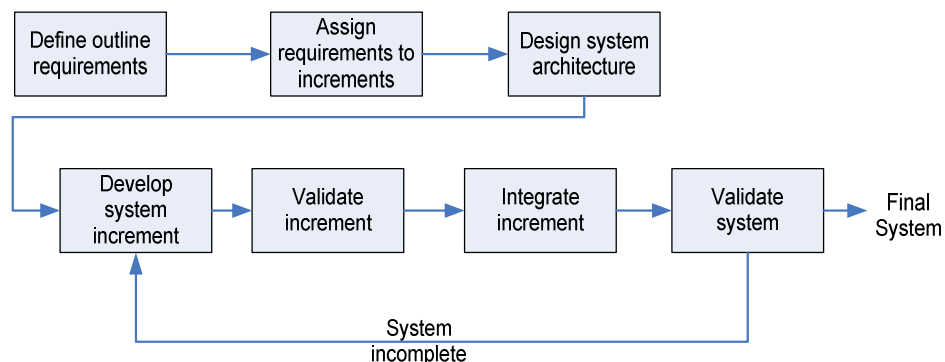 Define outline
requirements
Assign
requirements to
increments
Design system
architecture
Develop
system
increment
Validate
increment
Integrate
increment
Validate
system
Final
System
System
incomplete